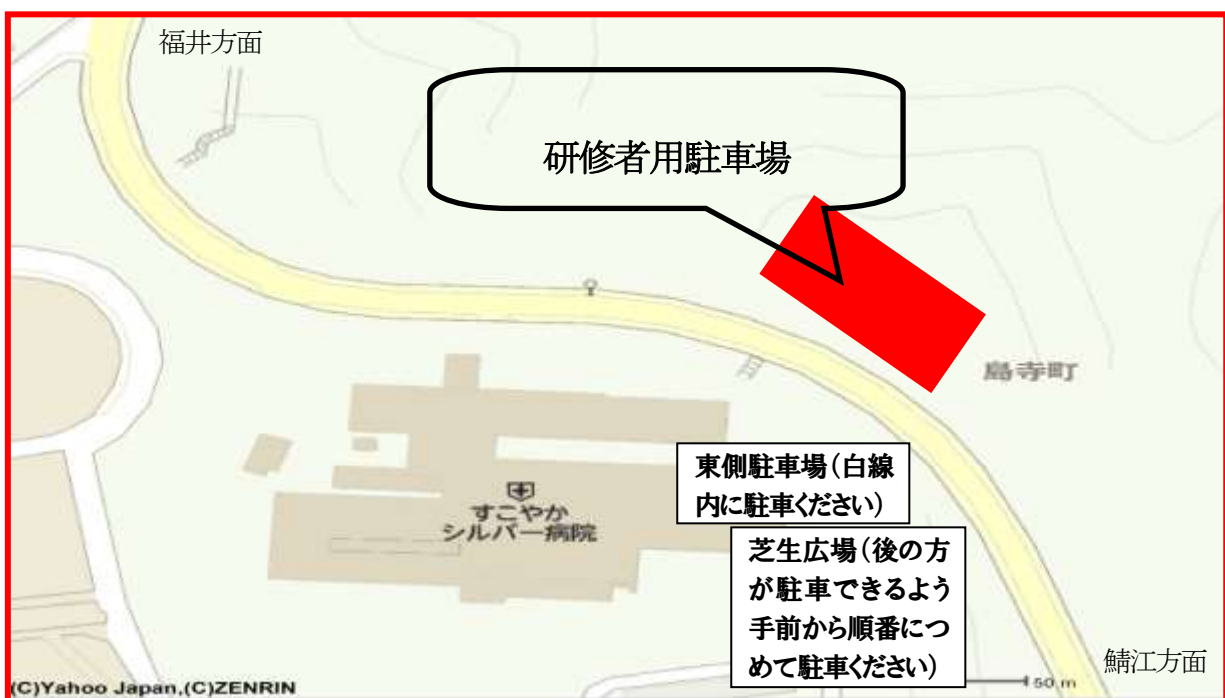 福井方面
研修者用駐車場
島寺町
東側駐車場（白線
内に駐車ください）
すこやか
シルバー病院
芝生広場（後の方
が駐車できるよう
手前から順番につ
めて駐車ください）
鯖江方面
(C)Yahoo Japan,(C)ZENRIN
50 m